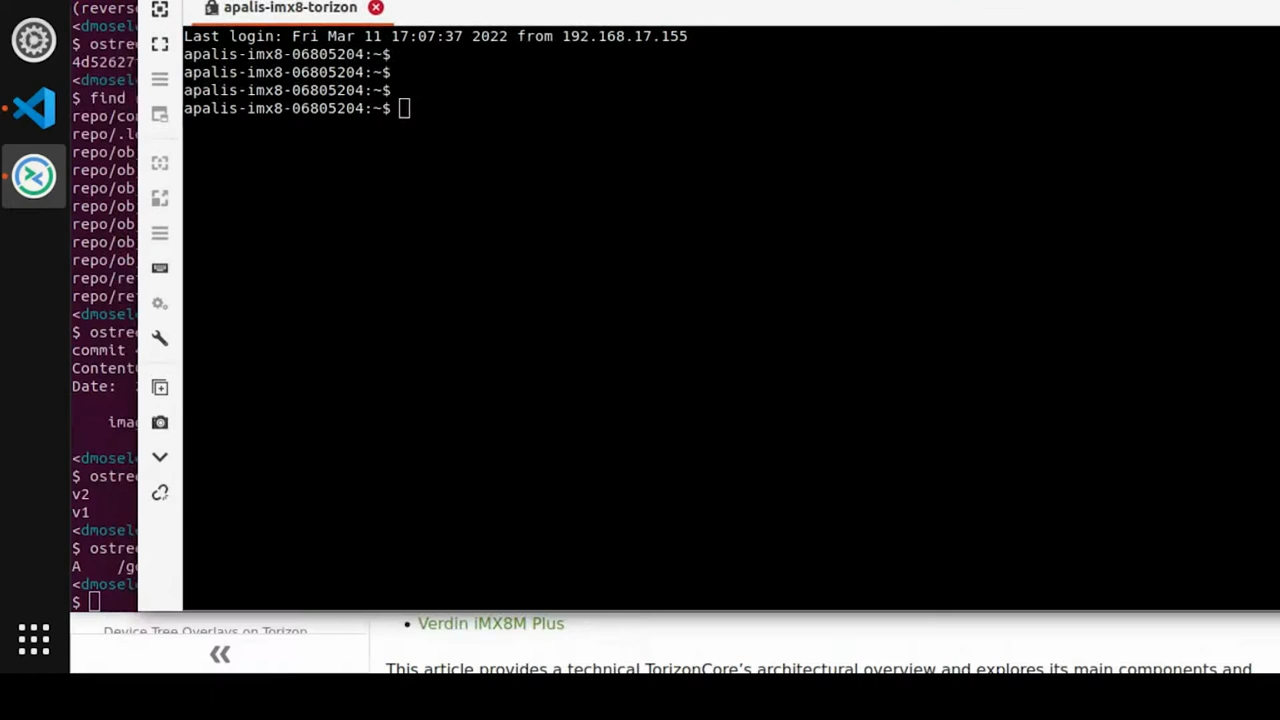 apalis-imx8-torizon
(reverse
<dmosel
$ ostre
4d52627
<dmosel
$ find
repo/con
repo/.lo
repo/ob
repo/ob
repo/ob
repo/ob
repo/ob
repo/ob
repo/ob
repo/re
repo/re
<dmosel
$ ostre
commit
Content
Date:
imag
<dmosel
$ ostre
v2
v1
<dmosel
$ ostre
A /g
<dmosel
$
Last login: Fri Mar 11 17:07:37 2022 from 192.168.17.155
apalis-imx8-06805204:~$
apalis-imx8-06805204:~$
apalis-imx8-06805204:~$
apalis-imx8-06805204:~$
Device Tree Overlays on Torizon
• Verdin iMX8M Plus
This article provides a technical TorizonCore's architectural overview and explores its main components and